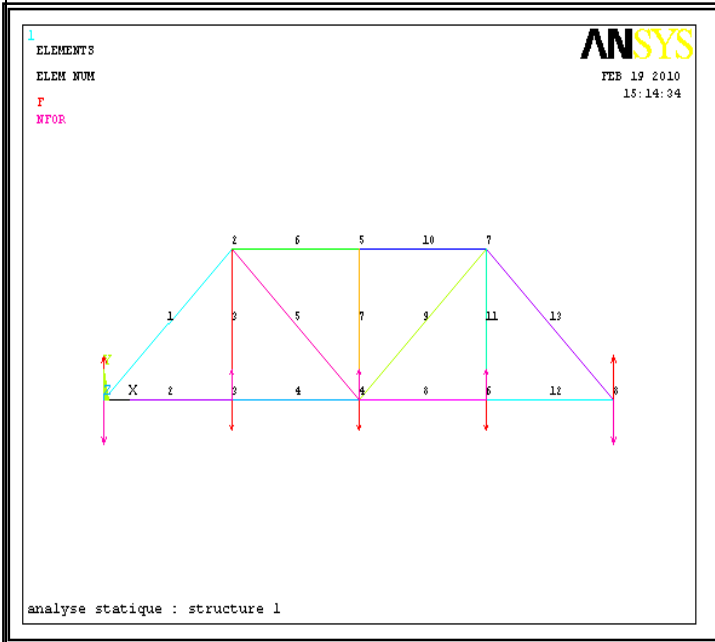 1
ELEMENTS
ELEM NUM
F
NFOR
ANSYS
FEB 19 2010
15:14:34
2 6 5 10 7
1 3 5 7 9 11 13
Y
Z X 2 3 4 4 8 6 12 8
analyse statique : structure 1